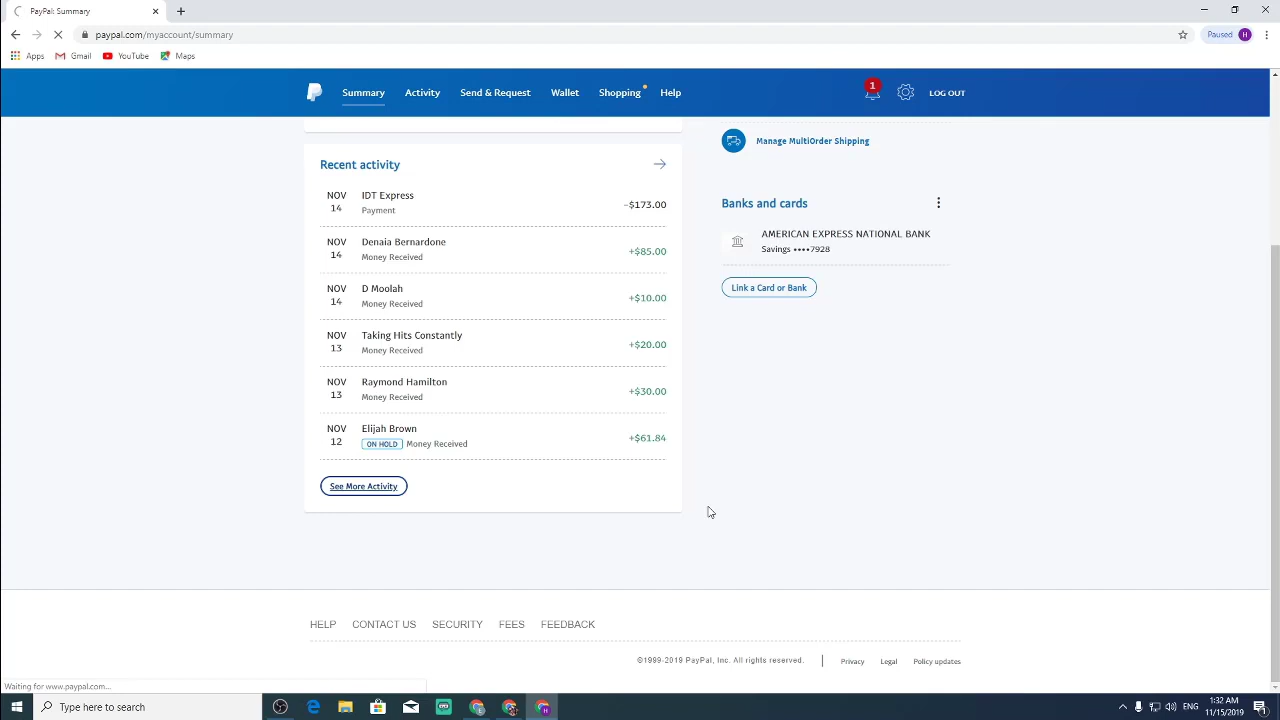 PayPal: Summary
paypal.com/myaccount/summary
Paused H
Apps Gmail YouTube Maps
Summary Activity Send & Request Wallet Shopping Help 1 LOG OUT
Manage MultiOrder Shipping
Recent activity
NOV 14 IDT Express
Payment
-$173.00
NOV 14 Denaia Bernardone
Money Received
+$85.00
NOV 14 D Moolah
Money Received
+$10.00
NOV 13 Taking Hits Constantly
Money Received
+$20.00
NOV 13 Raymond Hamilton
Money Received
+$30.00
NOV 12 Elijah Brown
ON HOLD Money Received
+$61.84
See More Activity
Banks and cards
AMERICAN EXPRESS NATIONAL BANK
Savings ••••7928
Link a Card or Bank
HELP CONTACT US SECURITY FEES FEEDBACK
©1999-2019 PayPal, Inc. All rights reserved. | Privacy Legal Policy updates
Waiting for www.paypal.com...
Type here to search
ENG
1:32 AM
11/15/2019